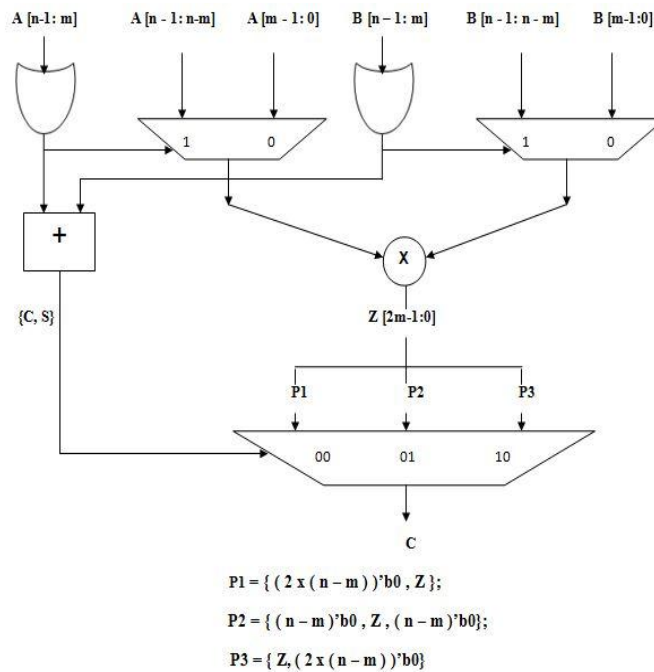 A [n-1: m] A [n - 1: n-m] A [m - 1: 0] B [n – 1: m] B [n - 1: n - m] B [m-1:0]
1 0 1 0
+
X
{C, S}
Z [2m-1:0]
P1 P2 P3
00 01 10
C
P1 = { ( 2 x ( n – m ) )’b0 , Z };
P2 = { ( n – m )’b0 , Z , ( n – m )’b0};
P3 = { Z, ( 2 x ( n – m ) )’b0}